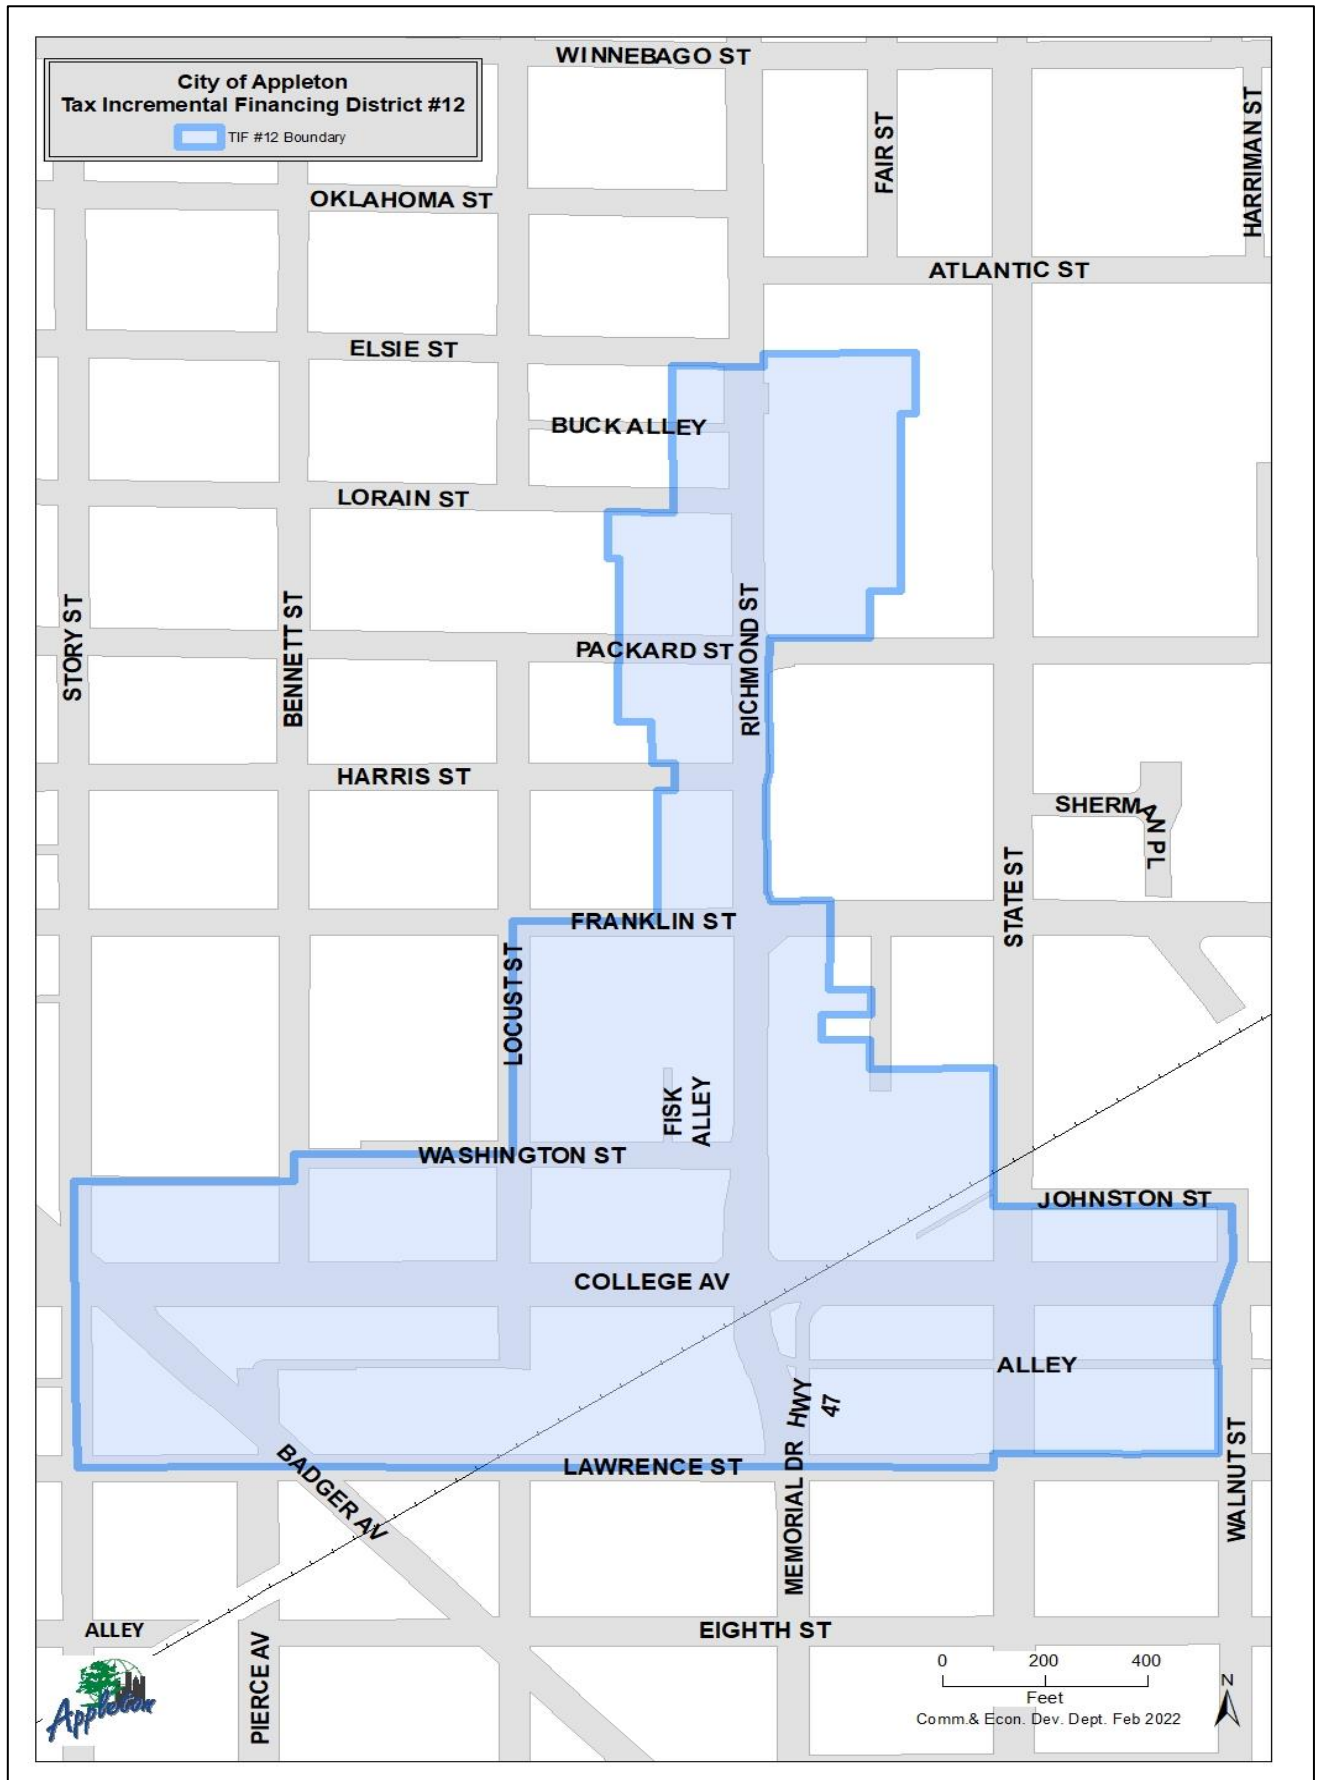 WINNEBAGO ST
City of Appleton
Tax Incremental Financing District #12
TIF #12 Boundary
FAIR ST
HARRIMAN ST
OKLAHOMA ST
ATLANTIC ST
ELSIE ST
BUCK ALLEY
LORAIN ST
STORY ST
BENNETT ST
RICHMOND ST
PACKARD ST
HARRIS ST
SHERMAN PL
STATE ST
FRANKLIN ST
LOCUST ST
FISK
ALLEY
WASHINGTON ST
JOHNSTON ST
COLLEGE AV
ALLEY
HWY
47
MEMORIAL DR
WALNUT ST
BADGER AV
LAWRENCE ST
ALLEY
EIGHTH ST
PIERCE AV
Appleton
0 200 400
Feet
N
Comm.& Econ. Dev. Dept. Feb 2022